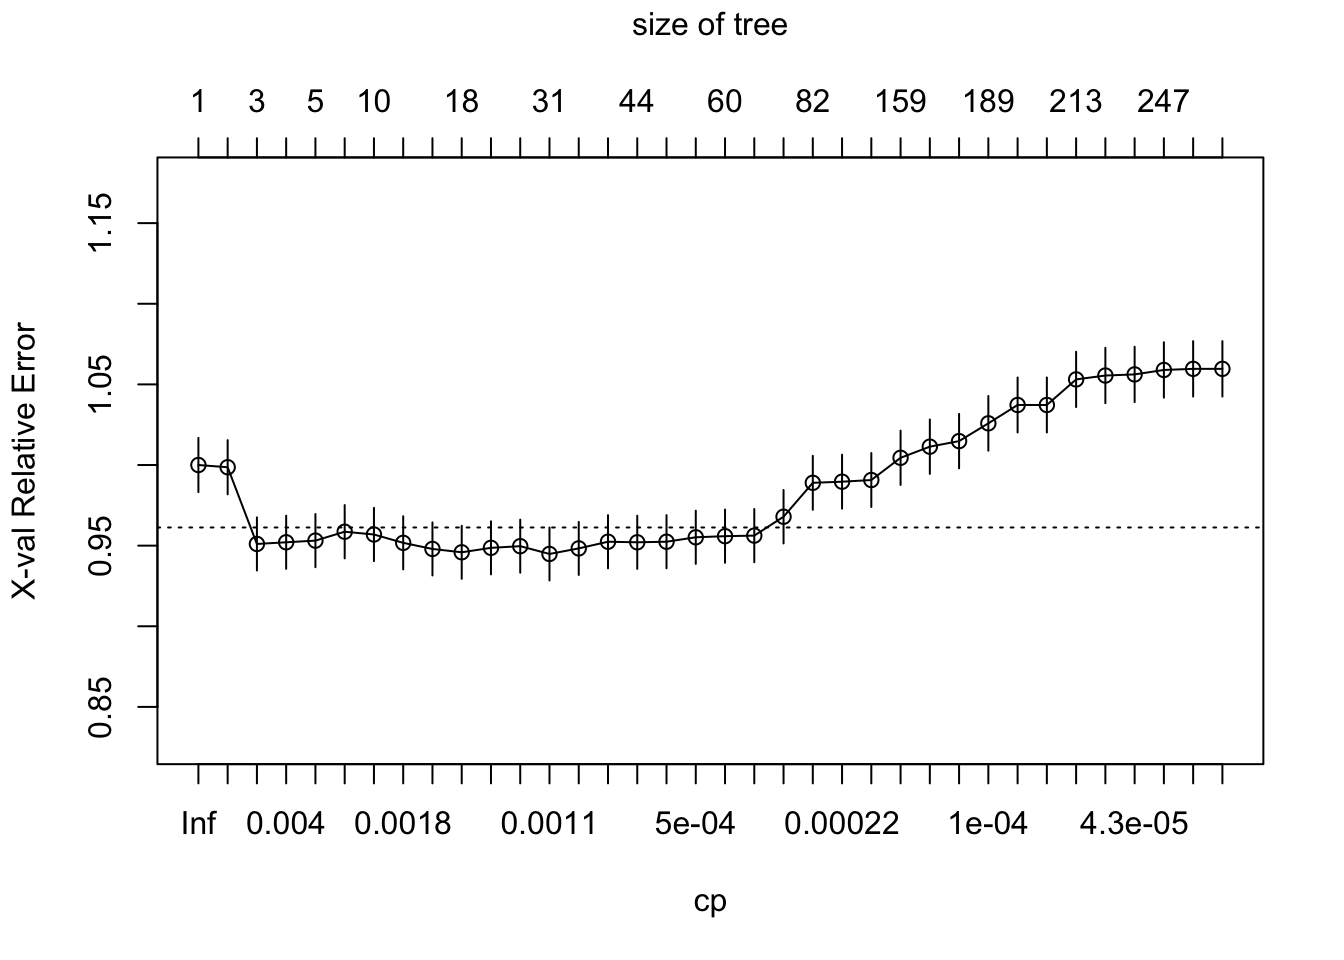 size of tree
1 3 5 10 18 31 44 60 82 159 189 213 247
X-val Relative Error
1.15
1.05
0.95
0.85
Inf 0.004 0.0018 0.0011 5e-04 0.00022 1e-04 4.3e-05
cp